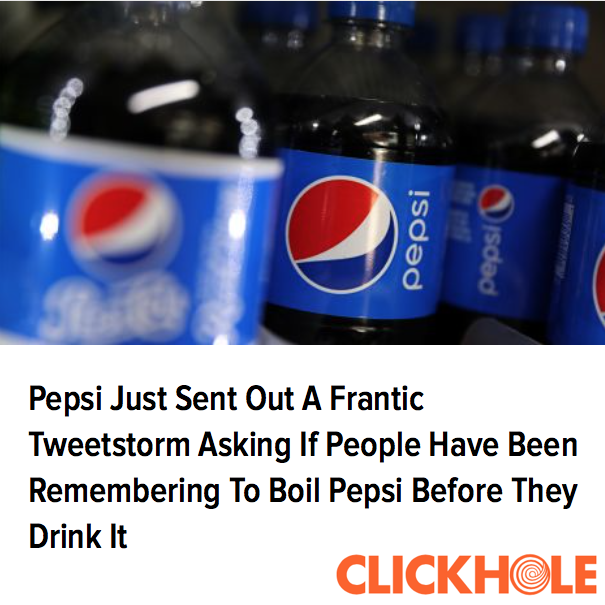 pepsi
pepsi
Pepsi Just Sent Out A Frantic
Tweetstorm Asking If People Have Been
Remembering To Boil Pepsi Before They
Drink It
CLICKHOLE